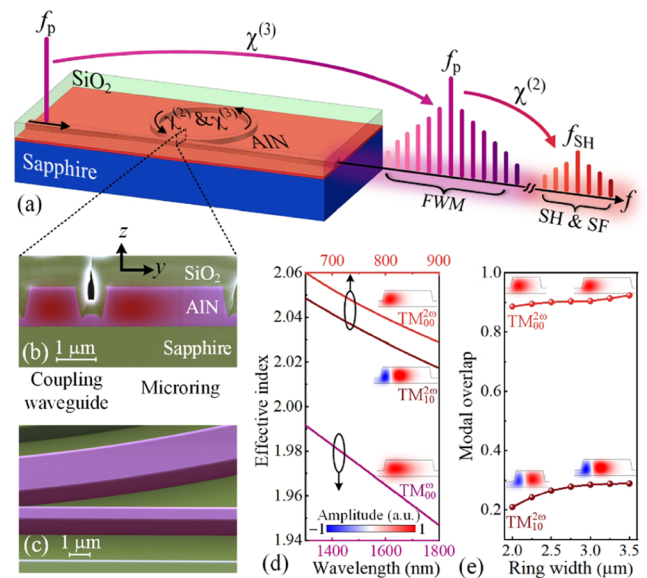 f_p
χ^(3)
SiO₂
χ^(2)&χ^(3)
AlN
Sapphire
(a)
f_p
χ^(2)
f_SH
FWM
SH & SF
f
z
y
SiO₂
AlN
Sapphire
(b)
1 μm
Coupling
waveguide
Microring
(c)
1 μm
700 800 900
2.06
2.04
2.02
2.00
1.98
1.96
1.94
Effective index
TM₀₀^2ω
TM₁₀^2ω
TM₀₀^ω
Amplitude (a.u.)
−1 1
1400 1600 1800
(d) Wavelength (nm)
1.0
0.8
0.6
0.4
0.2
Modal overlap
TM₀₀^2ω
TM₁₀^2ω
2.0 2.5 3.0 3.5
(e) Ring width (μm)